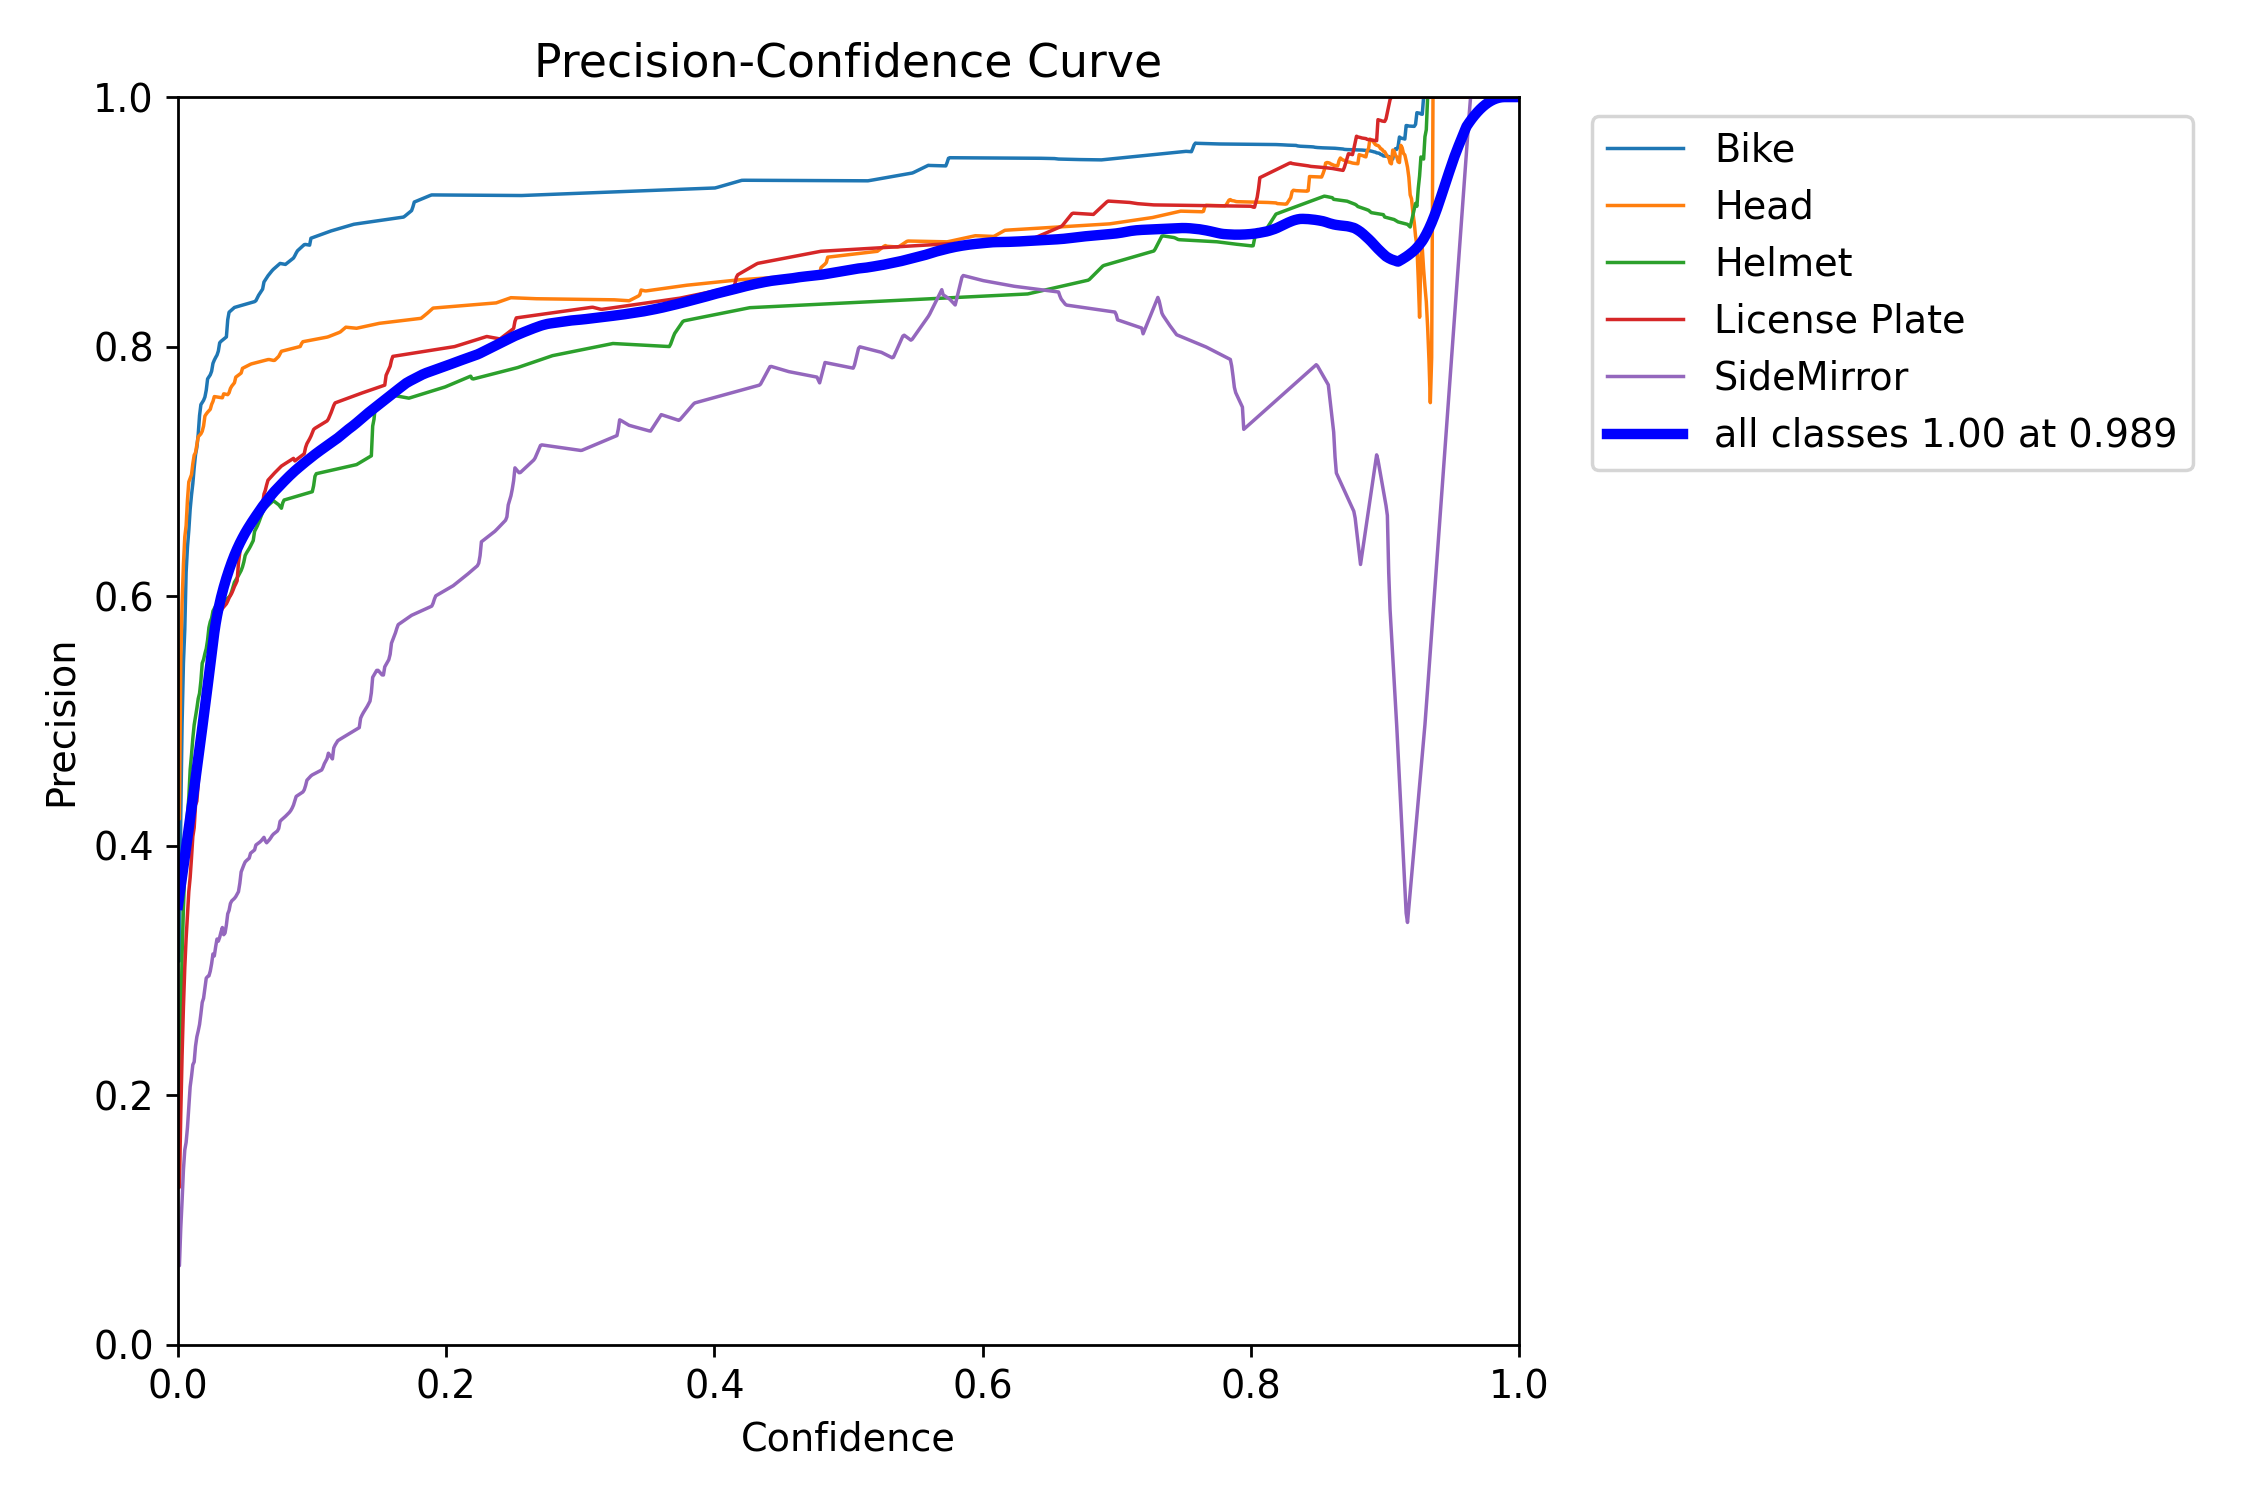 Precision-Confidence Curve
1.0
0.8
0.6
0.4
0.2
0.0
Precision
0.0 0.2 0.4 0.6 0.8 1.0
Confidence
Bike
Head
Helmet
License Plate
SideMirror
all classes 1.00 at 0.989